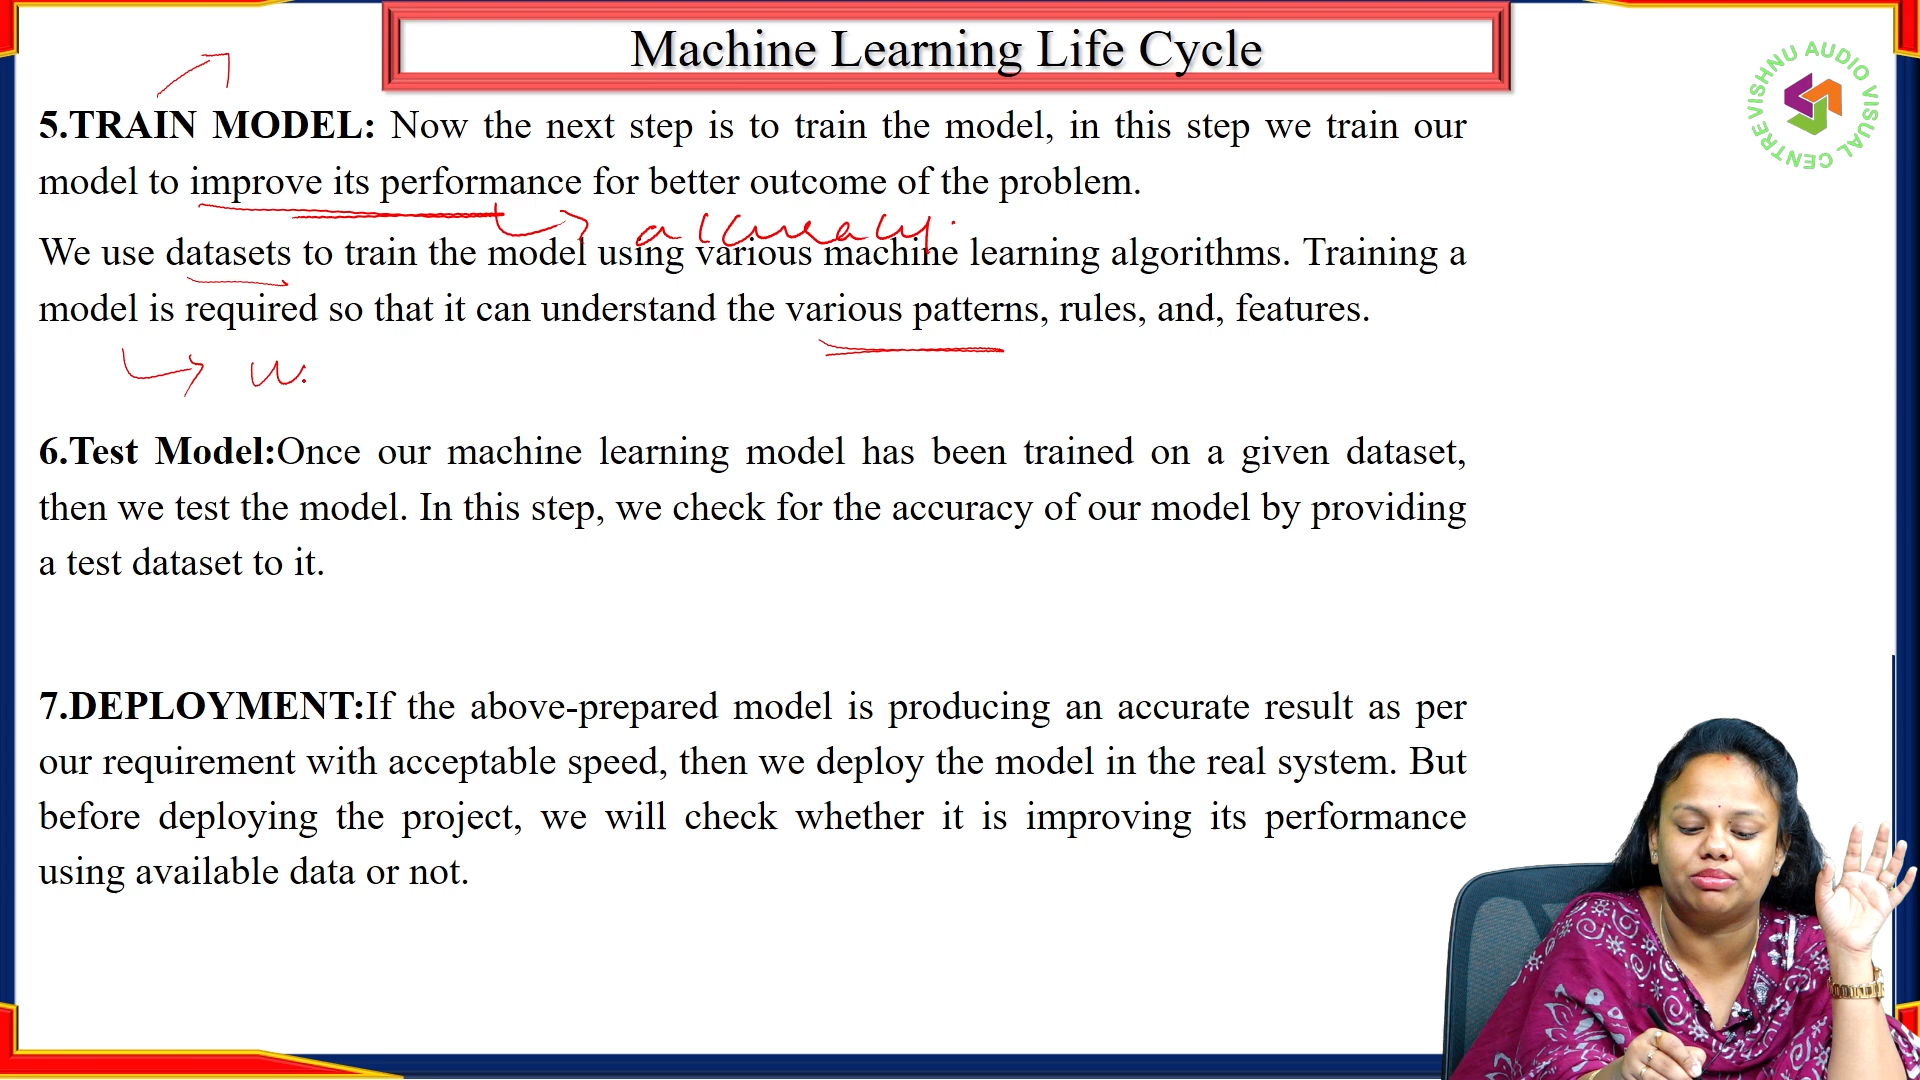 Machine Learning Life Cycle
VISHNU AUDIO VISUAL CENTRE
5.TRAIN MODEL: Now the next step is to train the model, in this step we train our
model to improve its performance for better outcome of the problem.
accuracy.
We use datasets to train the model using various machine learning algorithms. Training a
model is required so that it can understand the various patterns, rules, and, features.
6.Test Model:Once our machine learning model has been trained on a given dataset,
then we test the model. In this step, we check for the accuracy of our model by providing
a test dataset to it.
7.DEPLOYMENT:If the above-prepared model is producing an accurate result as per
our requirement with acceptable speed, then we deploy the model in the real system. But
before deploying the project, we will check whether it is improving its performance
using available data or not.